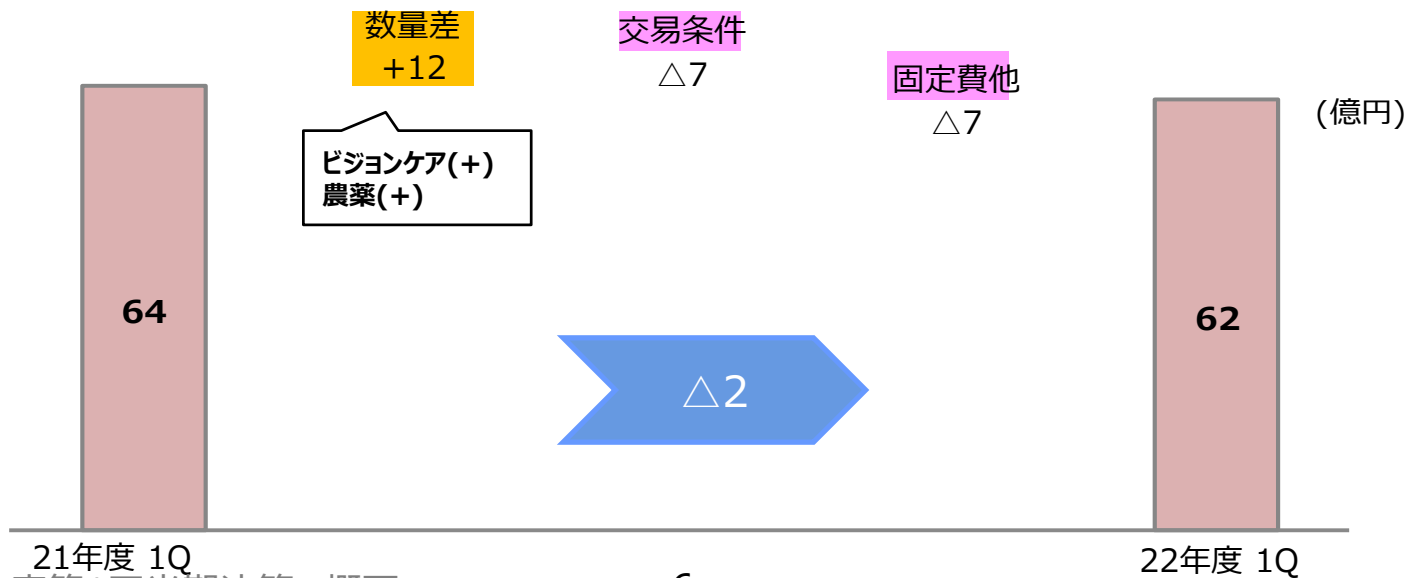 数量差
+12
交易条件
△7
固定費他
△7
(億円)
ビジョンケア(+)
農薬(+)
64
62
△2
21年度 1Q
22年度 1Q